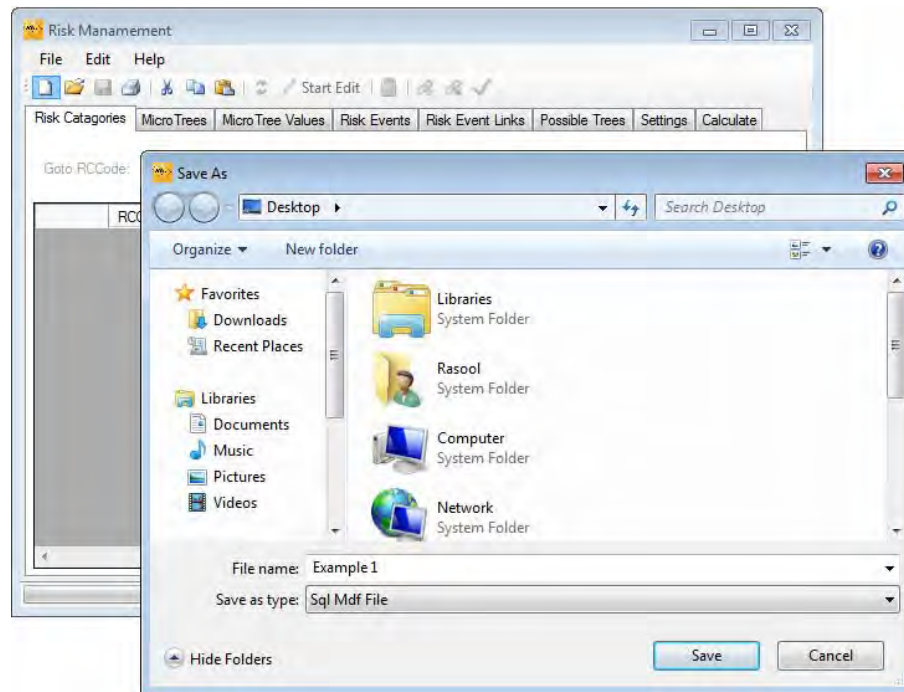 Risk Manamement
File Edit Help
Start Edit
Risk Catagories MicroTrees MicroTree Values Risk Events Risk Event Links Possible Trees Settings Calculate
Goto RCCode:
Save As
Desktop
Search Desktop
Organize New folder
Favorites
Downloads
Recent Places
Libraries
Documents
Music
Pictures
Videos
Libraries
System Folder
Rasool
System Folder
Computer
System Folder
Network
System Folder
File name: Example 1
Save as type: Sql Mdf File
Hide Folders
Save Cancel